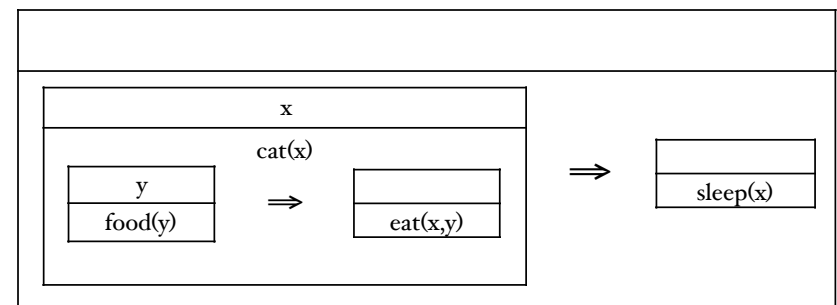 x
cat(x)
y ⇒
food(y) eat(x,y)
⇒ sleep(x)